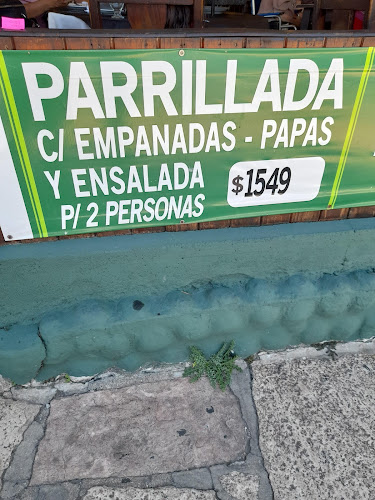 PARRILLADA
C/ EMPANADAS - PAPAS
Y ENSALADA
P/ 2 PERSONAS
$1549